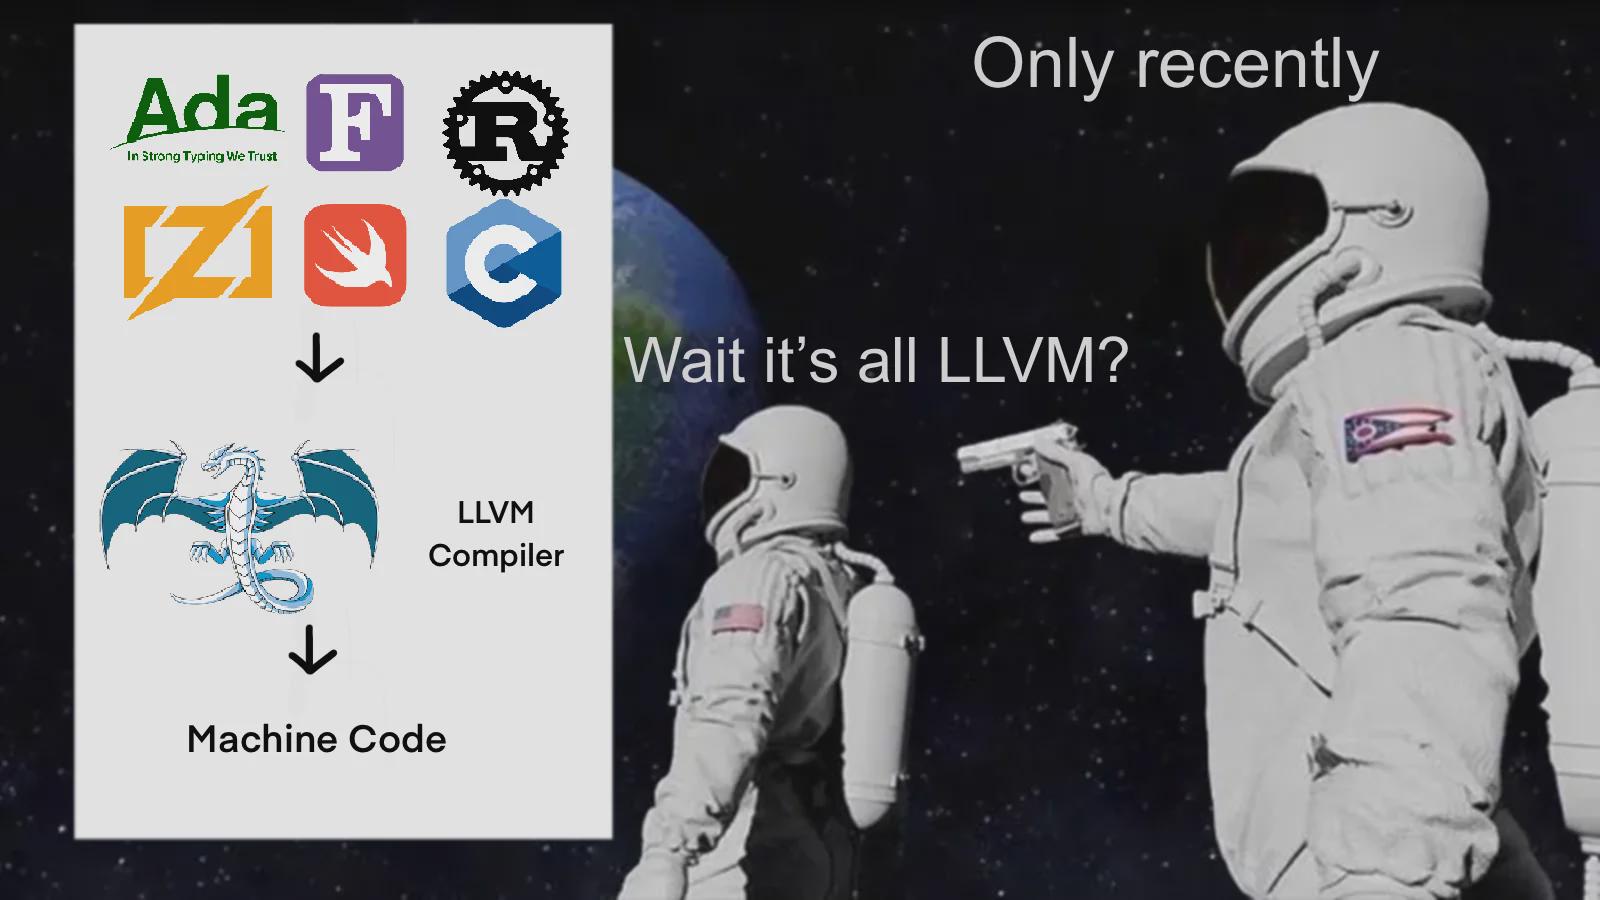 Only recently
Ada
In Strong Typing We Trust
F
R
Z
C
Wait it’s all LLVM?
LLVM
Compiler
Machine Code